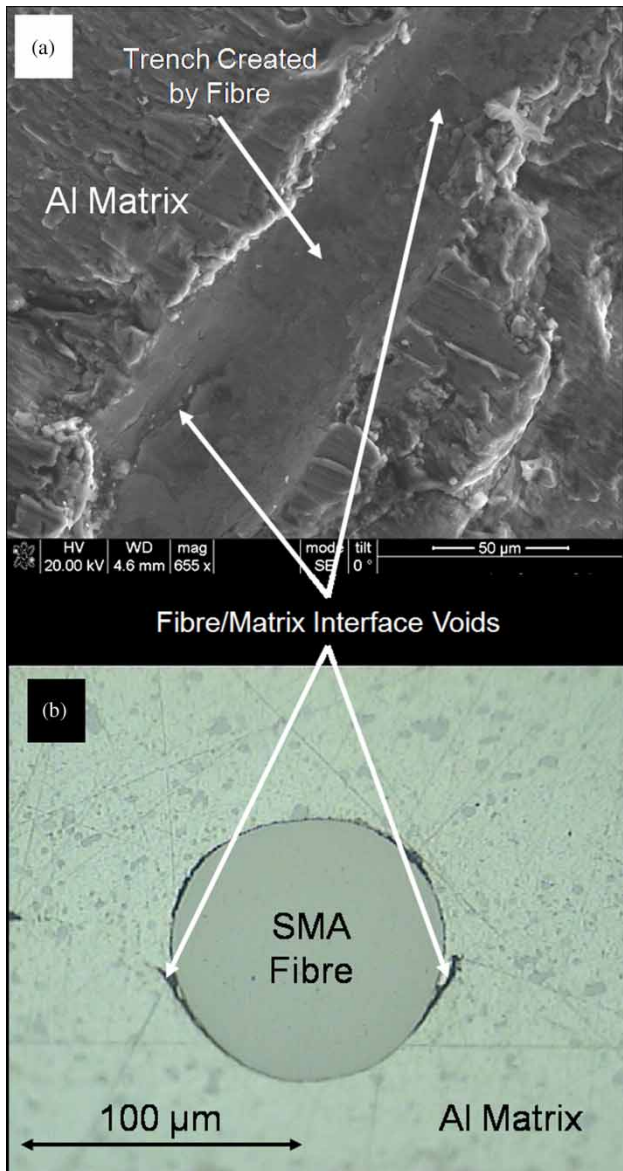 (a)
Trench Created
by Fibre
Al Matrix
HV WD mag mode tilt 50 µm
20.00 kV 4.6 mm 655 x SE 0 °
Fibre/Matrix Interface Voids
(b)
SMA
Fibre
100 µm
Al Matrix